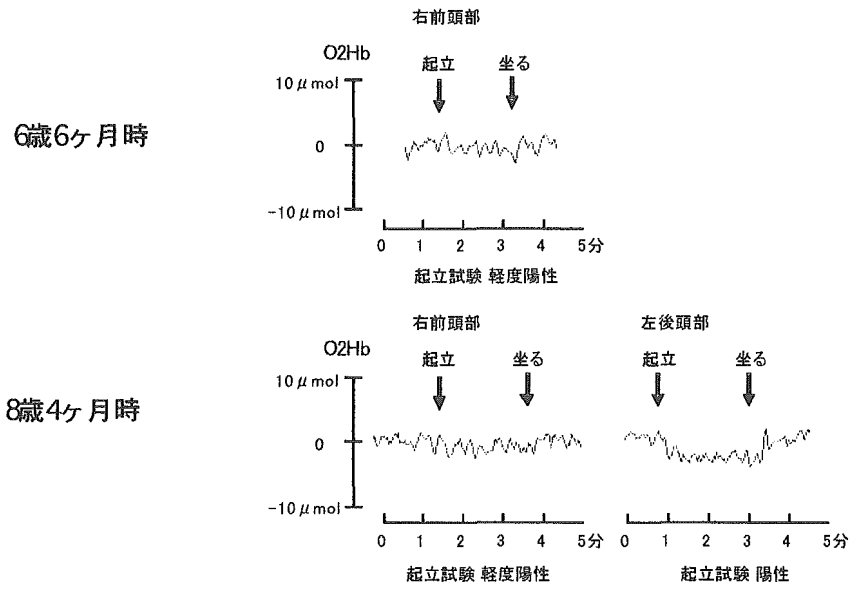 右前頭部
O2Hb
起立 坐る
10μmol
6歳6ヶ月時
0
-10μmol
0 1 2 3 4 5分
起立試験 軽度陽性
右前頭部 左後頭部
O2Hb
起立 坐る 起立 坐る
10μmol
8歳4ヶ月時
0
-10μmol
0 1 2 3 4 5分 0 1 2 3 4 5分
起立試験 軽度陽性 起立試験 陽性